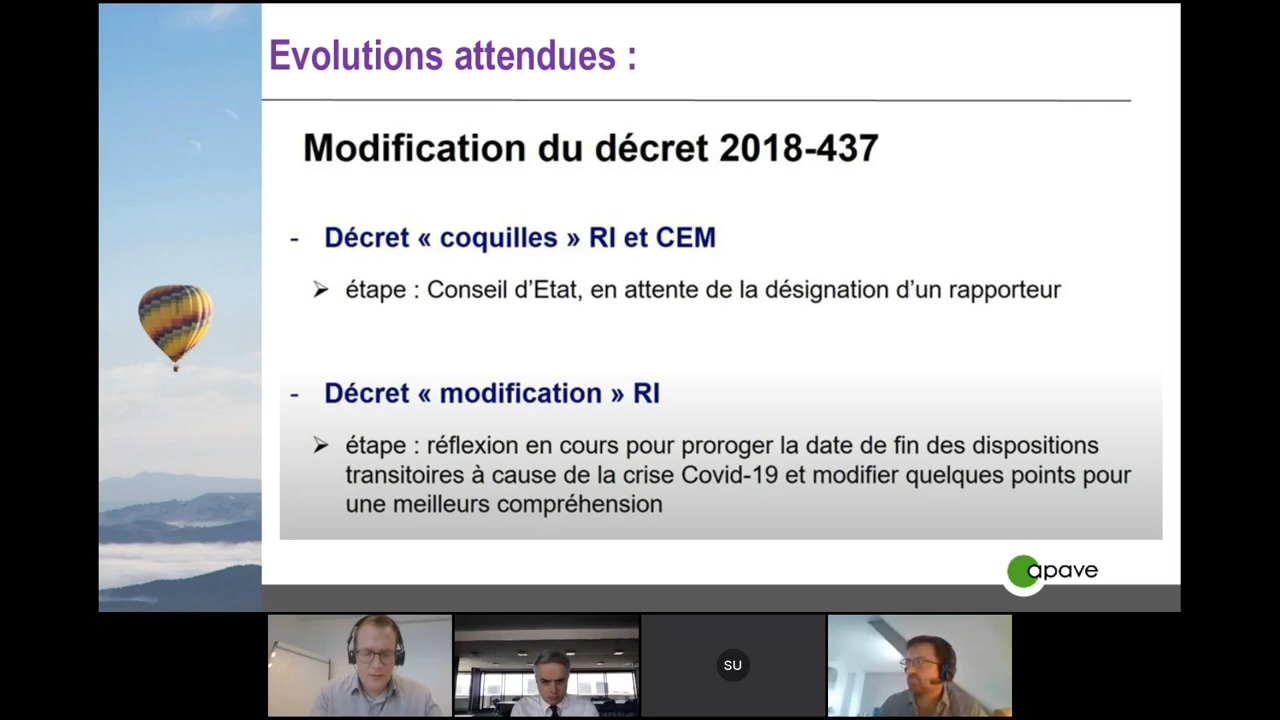 Evolutions attendues :
Modification du décret 2018-437
- Décret « coquilles » RI et CEM
➢ étape : Conseil d’Etat, en attente de la désignation d’un rapporteur
- Décret « modification » RI
➢ étape : réflexion en cours pour proroger la date de fin des dispositions
transitoires à cause de la crise Covid-19 et modifier quelques points pour
une meilleurs compréhension
apave
SU